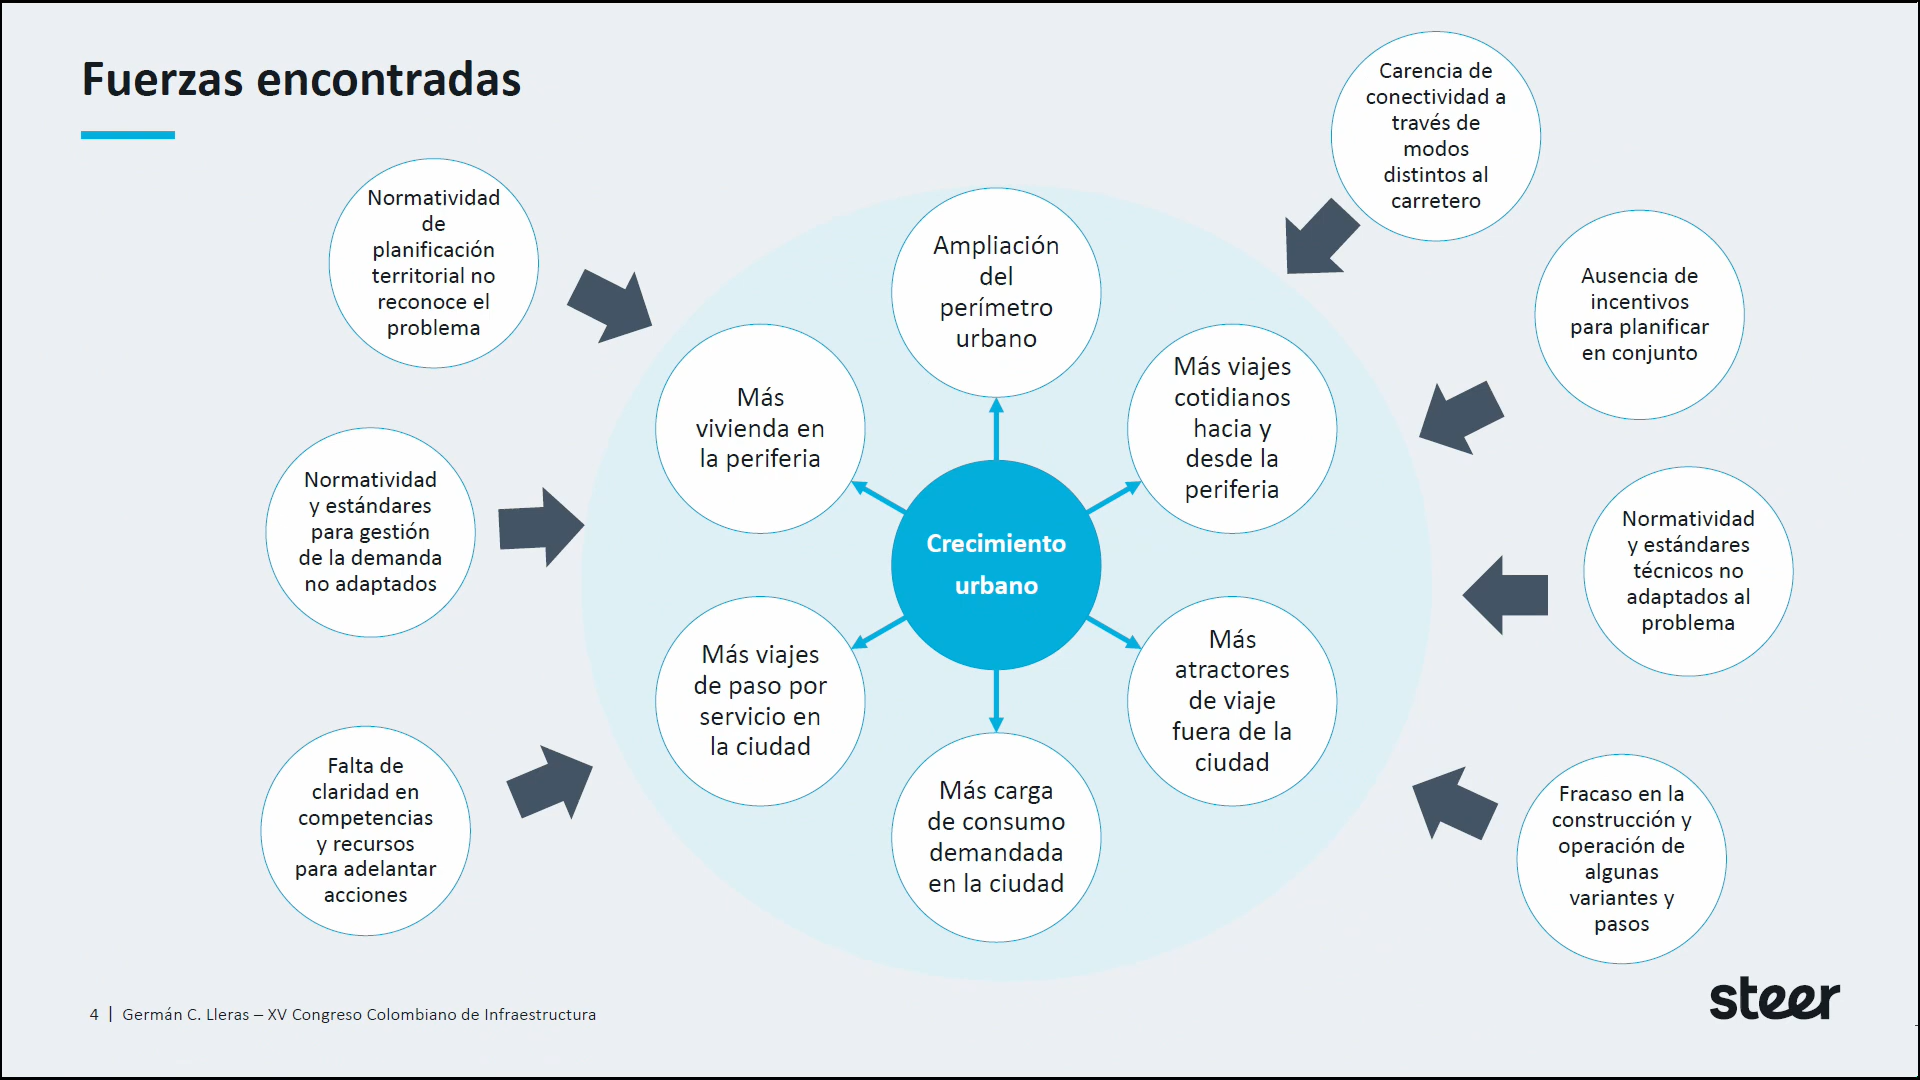 Fuerzas encontradas
Carencia de
conectividad a
través de
modos
distintos al
carretero
Normatividad
de
planificación
territorial no
reconoce el
problema
Ampliación
del
perímetro
urbano
Ausencia de
incentivos
para planificar
en conjunto
Más
vivienda en
la periferia
Más viajes
cotidianos
hacia y
desde la
periferia
Normatividad
y estándares
para gestión
de la demanda
no adaptados
Crecimiento
urbano
Normatividad
y estándares
técnicos no
adaptados al
problema
Más viajes
de paso por
servicio en
la ciudad
Más
atractores
de viaje
fuera de la
ciudad
Falta de
claridad en
competencias
y recursos
para adelantar
acciones
Más carga
de consumo
demandada
en la ciudad
Fracaso en la
construcción y
operación de
algunas
variantes y
pasos
steer
4 | Germán C. Lleras – XV Congreso Colombiano de Infraestructura